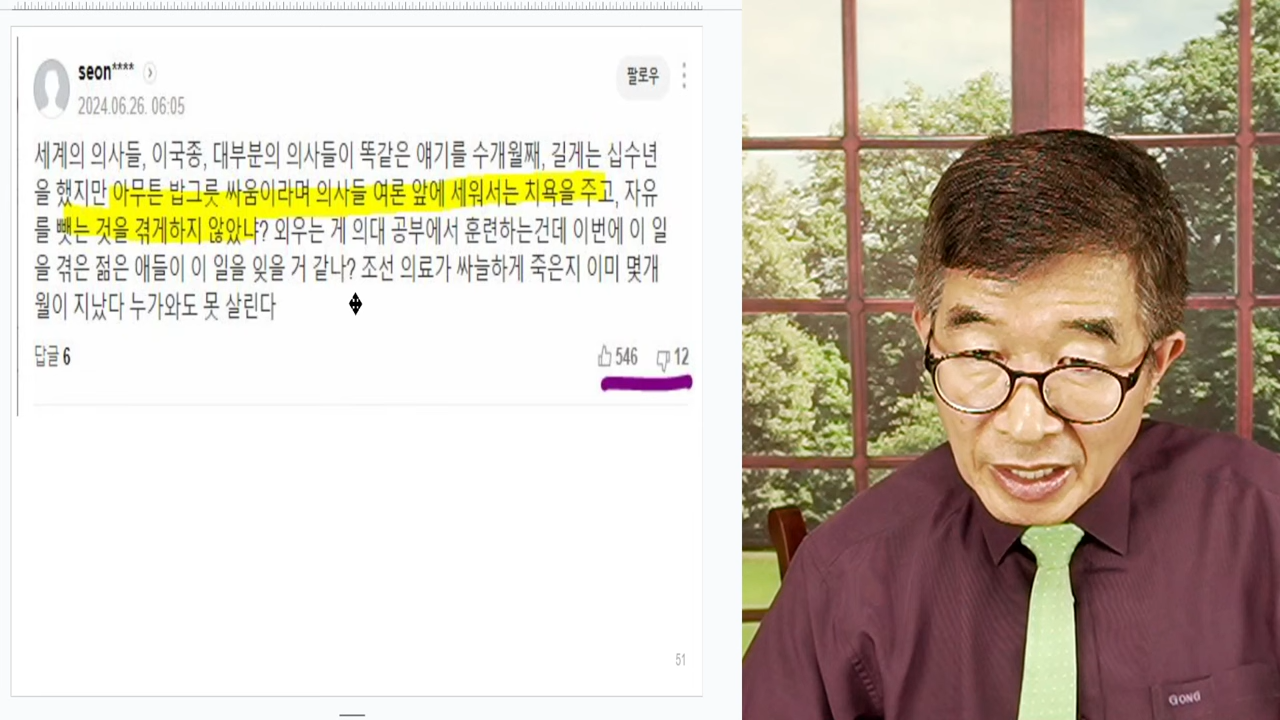 seon****
팔로우
2024.06.26. 06:05
세계의 의사들, 이국종, 대부분의 의사들이 똑같은 얘기를 수개월째, 길게는 십수년
을 했지만 아무튼 밥그릇 싸움이라며 의사들 여론 앞에 세워서는 치욕을 주고, 자유
를 뺏는 것을 겪게하지 않았냐? 외우는 게 의대 공부에서 훈련하는건데 이번에 이 일
을 겪은 젊은 애들이 이 일을 잊을 거 같나? 조선 의료가 싸늘하게 죽은지 이미 몇개
월이 지났다 누가와도 못 살린다
답글 6
546 12
51
GONG